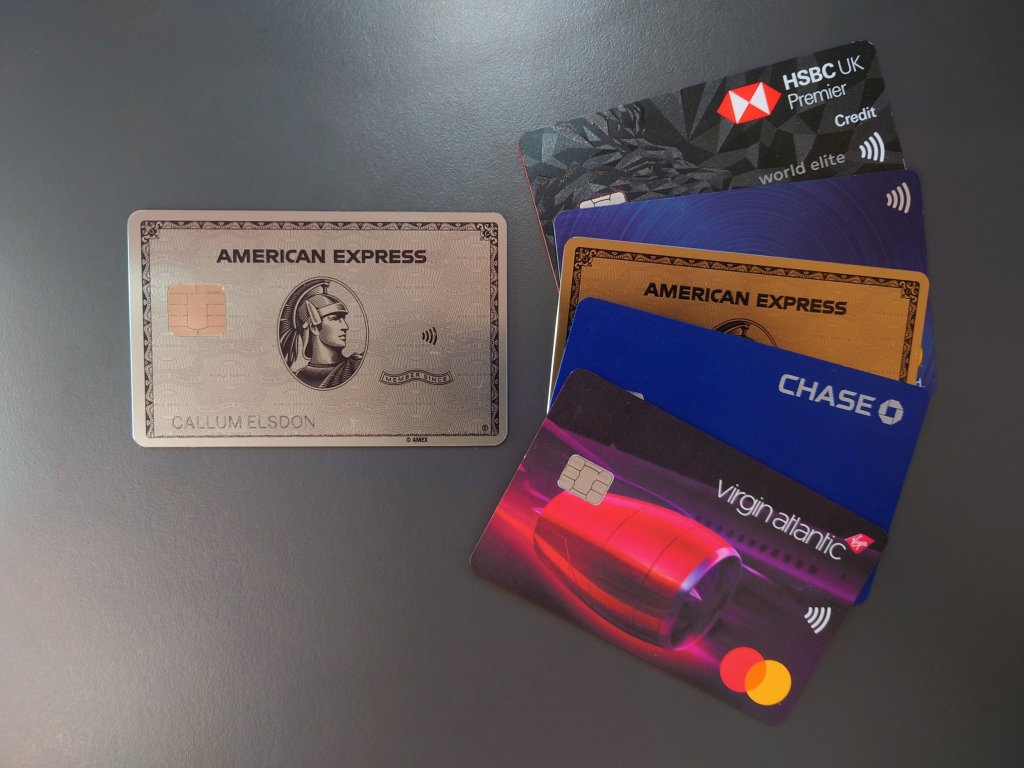 AMERICAN EXPRESS
MEMBER SINCE
CALLUM ELSDON
© AMEX
HSBC UK
Premier
Credit
world elite
AMERICAN EXPRESS
CHASE
virgin atlantic